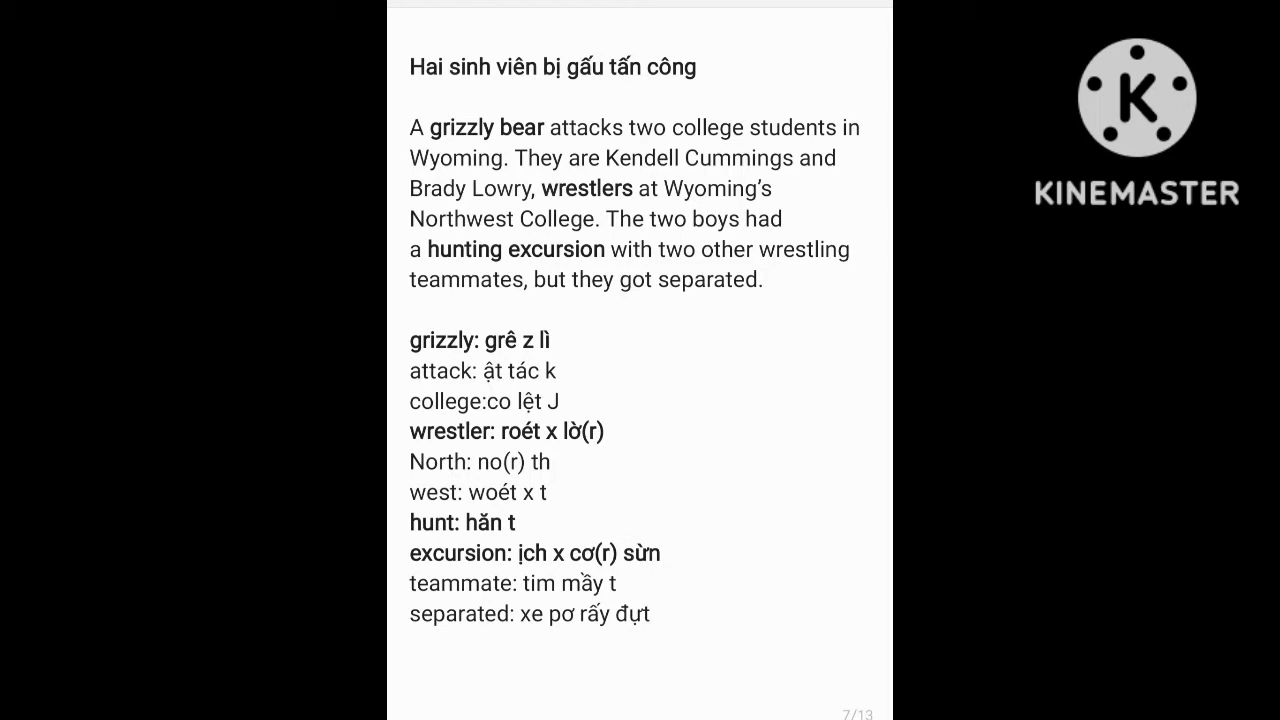 Hai sinh viên bị gấu tấn công
A grizzly bear attacks two college students in
Wyoming. They are Kendell Cummings and
Brady Lowry, wrestlers at Wyoming’s
Northwest College. The two boys had
a hunting excursion with two other wrestling
teammates, but they got separated.
grizzly: grê z lì
attack: ật tác k
college:co lệt J
wrestler: roét x lờ(r)
North: no(r) th
west: woét x t
hunt: hăn t
excursion: ịch x cơ(r) sừn
teammate: tim mầy t
separated: xe pơ rấy đựt
7/13
K
KINEMASTER